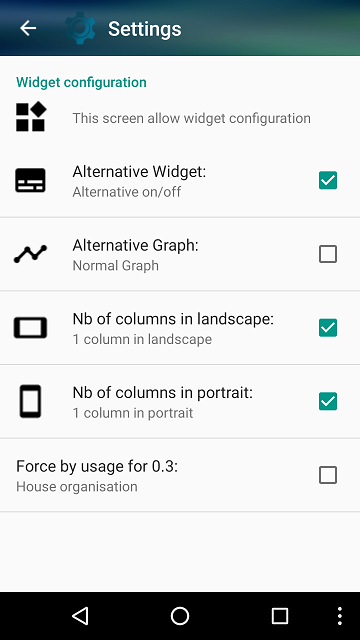 Settings
Widget configuration
This screen allow widget configuration
Alternative Widget:
Alternative on/off
Alternative Graph:
Normal Graph
Nb of columns in landscape:
1 column in landscape
Nb of columns in portrait:
1 column in portrait
Force by usage for 0.3:
House organisation